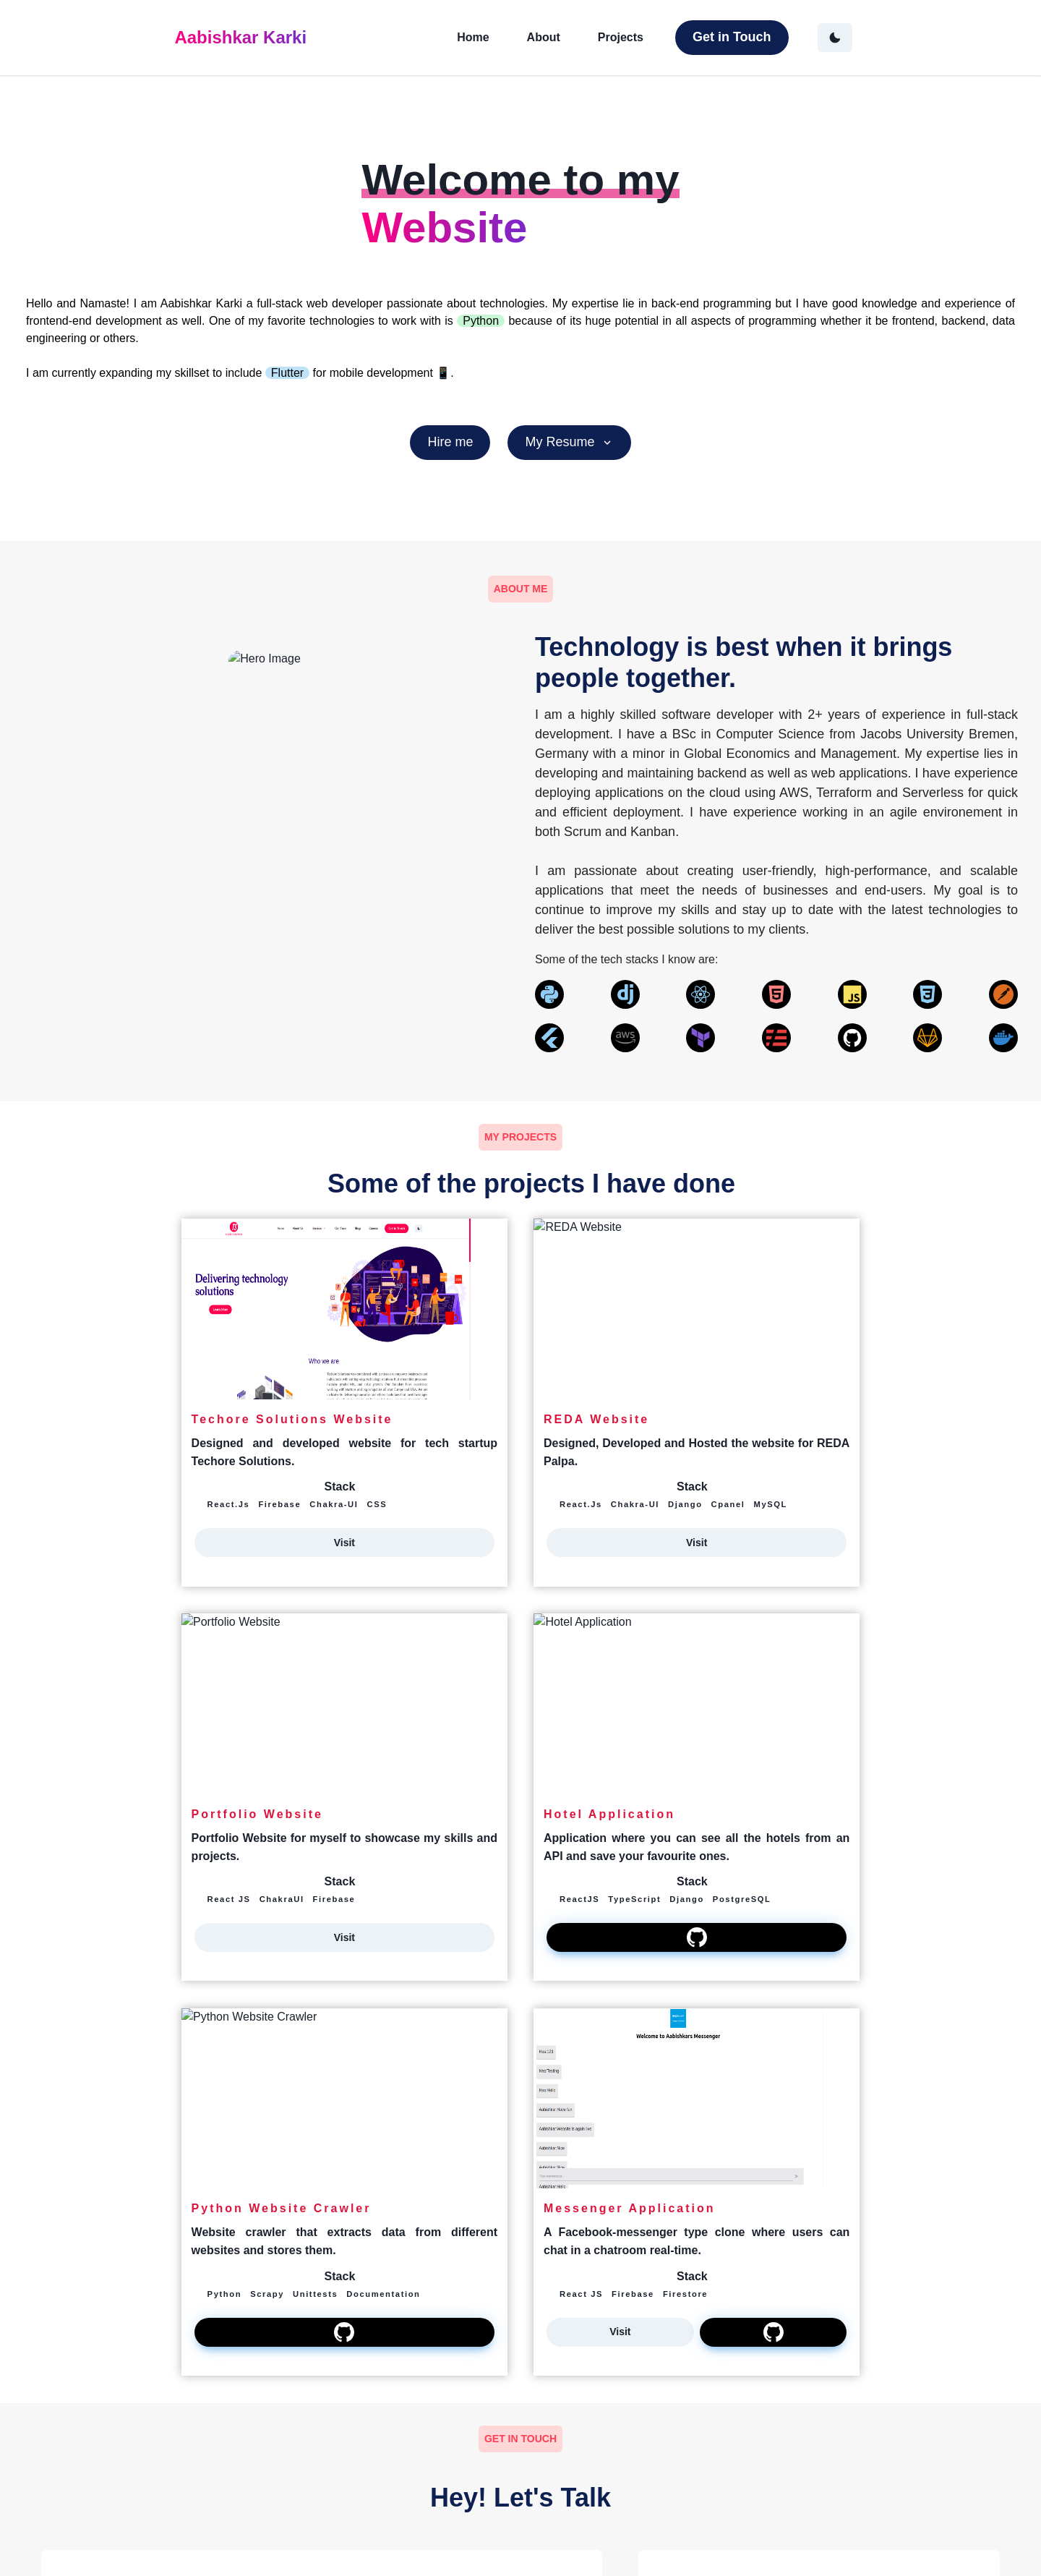 Aabishkar Karki
Home
About
Projects
Get in Touch
Welcome to my
Website
Hello and Namaste! I am Aabishkar Karki a full-stack web developer passionate about technologies. My expertise lie in back-end programming but I have good knowledge and experience of
frontend-end development as well. One of my favorite technologies to work with is Python because of its huge potential in all aspects of programming whether it be frontend, backend, data
engineering or others.
I am currently expanding my skillset to include Flutter for mobile development 📱.
Hire me
My Resume
ABOUT ME
Hero Image
Technology is best when it brings
people together.
I am a highly skilled software developer with 2+ years of experience in full-stack
development. I have a BSc in Computer Science from Jacobs University Bremen,
Germany with a minor in Global Economics and Management. My expertise lies in
developing and maintaining backend as well as web applications. I have experience
deploying applications on the cloud using AWS, Terraform and Serverless for quick
and efficient deployment. I have experience working in an agile environement in
both Scrum and Kanban.
I am passionate about creating user-friendly, high-performance, and scalable
applications that meet the needs of businesses and end-users. My goal is to
continue to improve my skills and stay up to date with the latest technologies to
deliver the best possible solutions to my clients.
Some of the tech stacks I know are:
dj
JS
aws
MY PROJECTS
Some of the projects I have done
Delivering technology
solutions
Who we are
Techore Solutions Website
Designed and developed website for tech startup
Techore Solutions.
Stack
React.Js Firebase Chakra-UI CSS
Visit
REDA Website
REDA Website
Designed, Developed and Hosted the website for REDA
Palpa.
Stack
React.Js Chakra-UI Django Cpanel MySQL
Visit
Portfolio Website
Portfolio Website
Portfolio Website for myself to showcase my skills and
projects.
Stack
React JS ChakraUI Firebase
Visit
Hotel Application
Hotel Application
Application where you can see all the hotels from an
API and save your favourite ones.
Stack
ReactJS TypeScript Django PostgreSQL
Python Website Crawler
Python Website Crawler
Website crawler that extracts data from different
websites and stores them.
Stack
Python Scrapy Unittests Documentation
Welcome to Aabishkars Messenger
Messenger Application
A Facebook-messenger type clone where users can
chat in a chatroom real-time.
Stack
React JS Firebase Firestore
Visit
GET IN TOUCH
Hey! Let's Talk